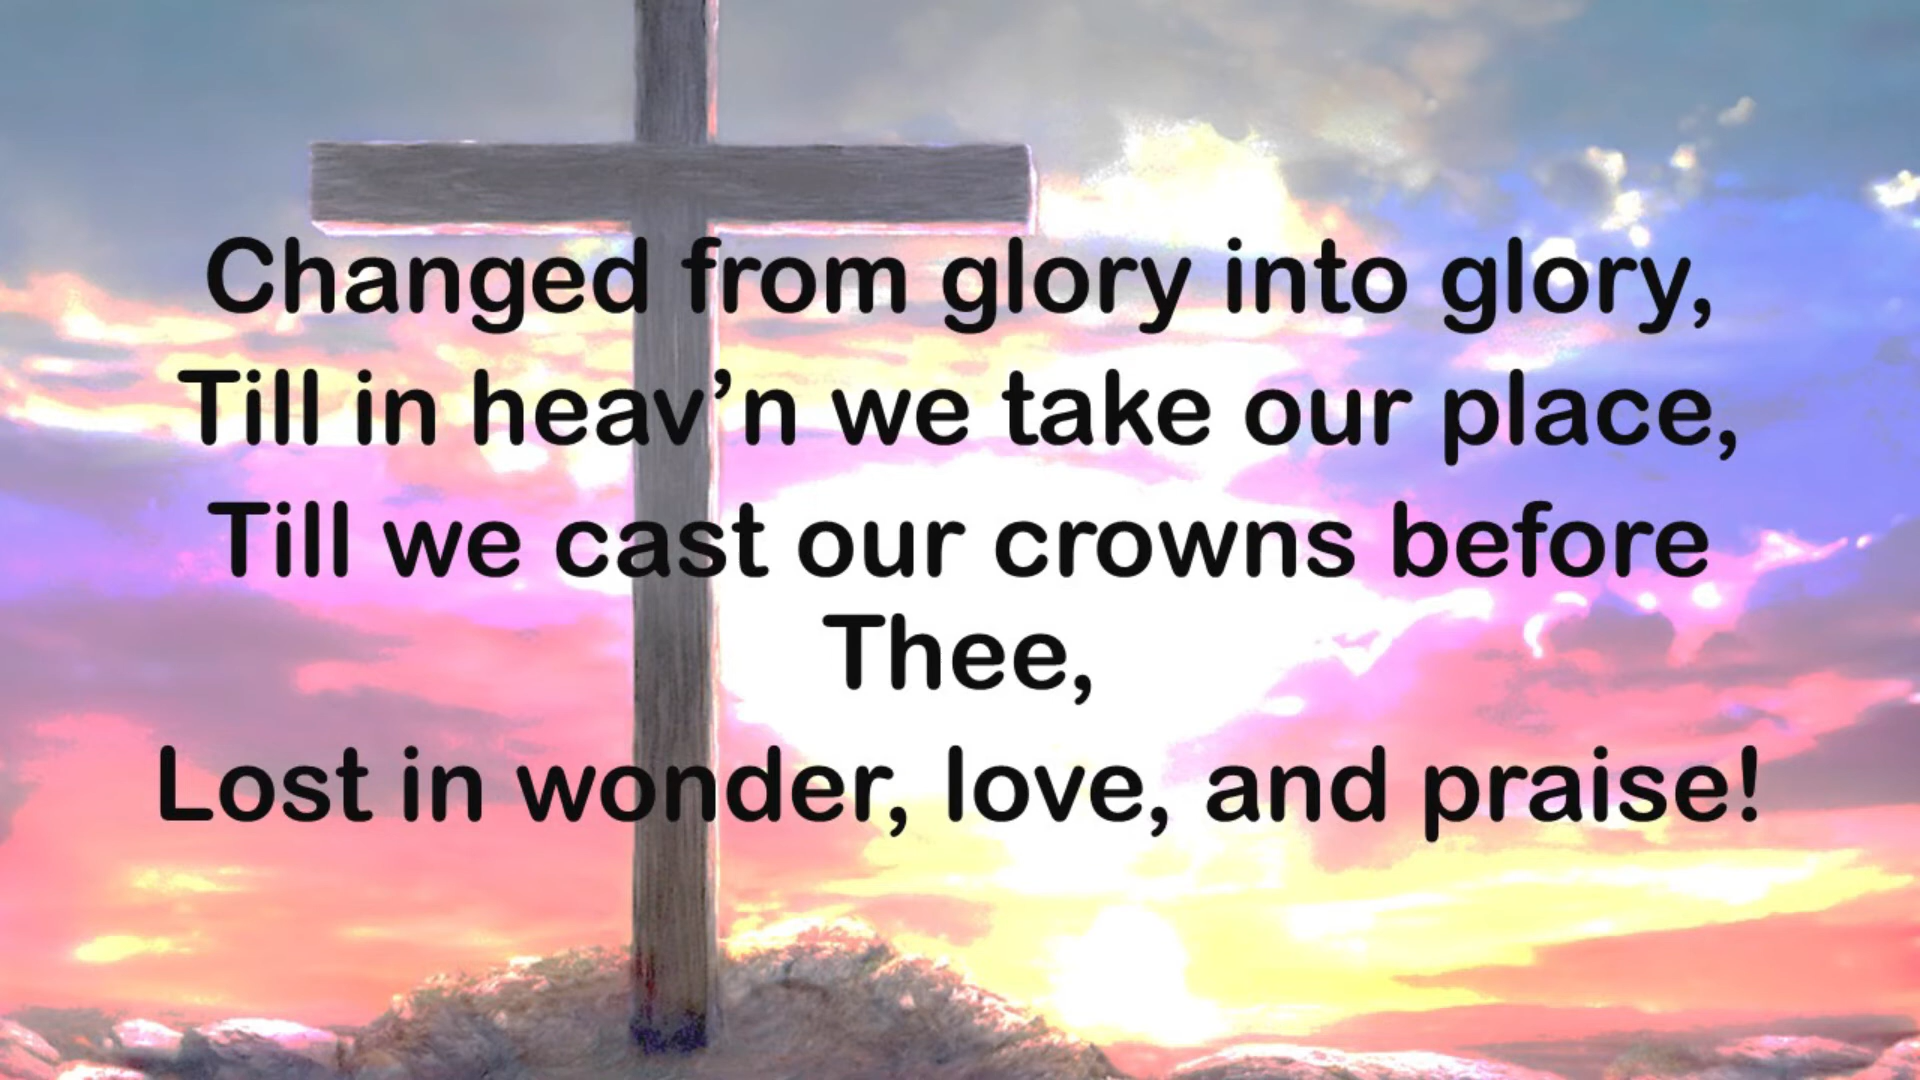 Changed from glory into glory,
Till in heav’n we take our place,
Till we cast our crowns before
Thee,
Lost in wonder, love, and praise!